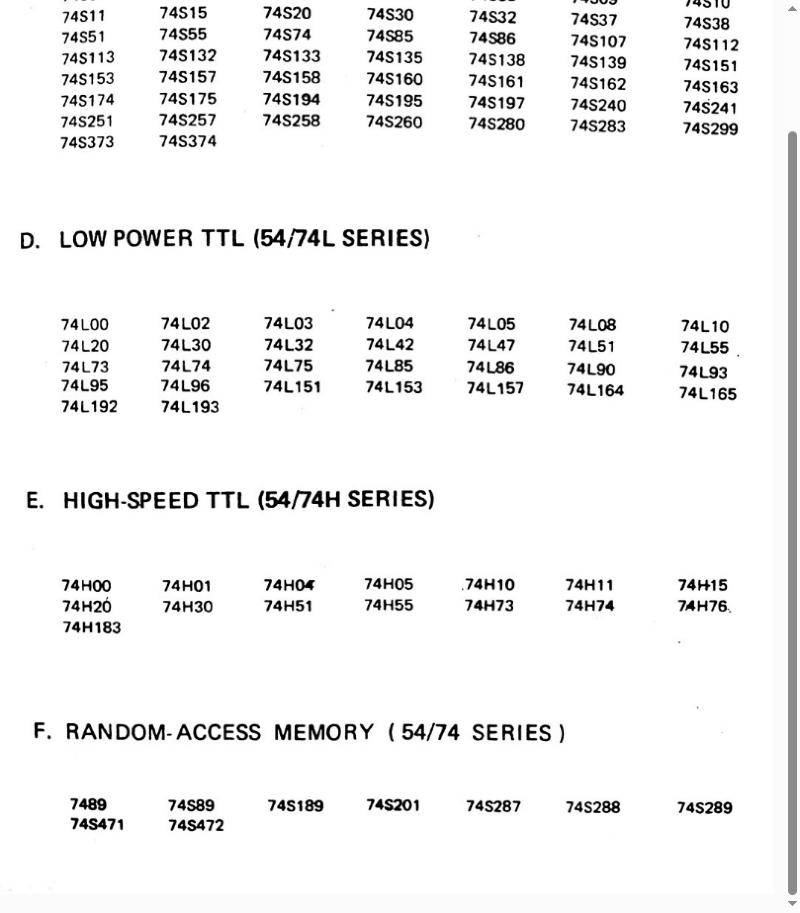 74S10
74S11 74S15 74S20 74S30 74S32 74S37 74S38
74S51 74S55 74S74 74S85 74S86 74S107 74S112
74S113 74S132 74S133 74S135 74S138 74S139 74S151
74S153 74S157 74S158 74S160 74S161 74S162 74S163
74S174 74S175 74S194 74S195 74S197 74S240 74S241
74S251 74S257 74S258 74S260 74S280 74S283 74S299
74S373 74S374
D. LOW POWER TTL (54/74L SERIES)
74L00 74L02 74L03 74L04 74L05 74L08 74L10
74L20 74L30 74L32 74L42 74L47 74L51 74L55
74L73 74L74 74L75 74L85 74L86 74L90 74L93
74L95 74L96 74L151 74L153 74L157 74L164 74L165
74L192 74L193
E. HIGH-SPEED TTL (54/74H SERIES)
74H00 74H01 74H04 74H05 74H10 74H11 74H15
74H20 74H30 74H51 74H55 74H73 74H74 74H76
74H183
F. RANDOM-ACCESS MEMORY ( 54/74 SERIES )
7489 74S89 74S189 74S201 74S287 74S288 74S289
74S471 74S472